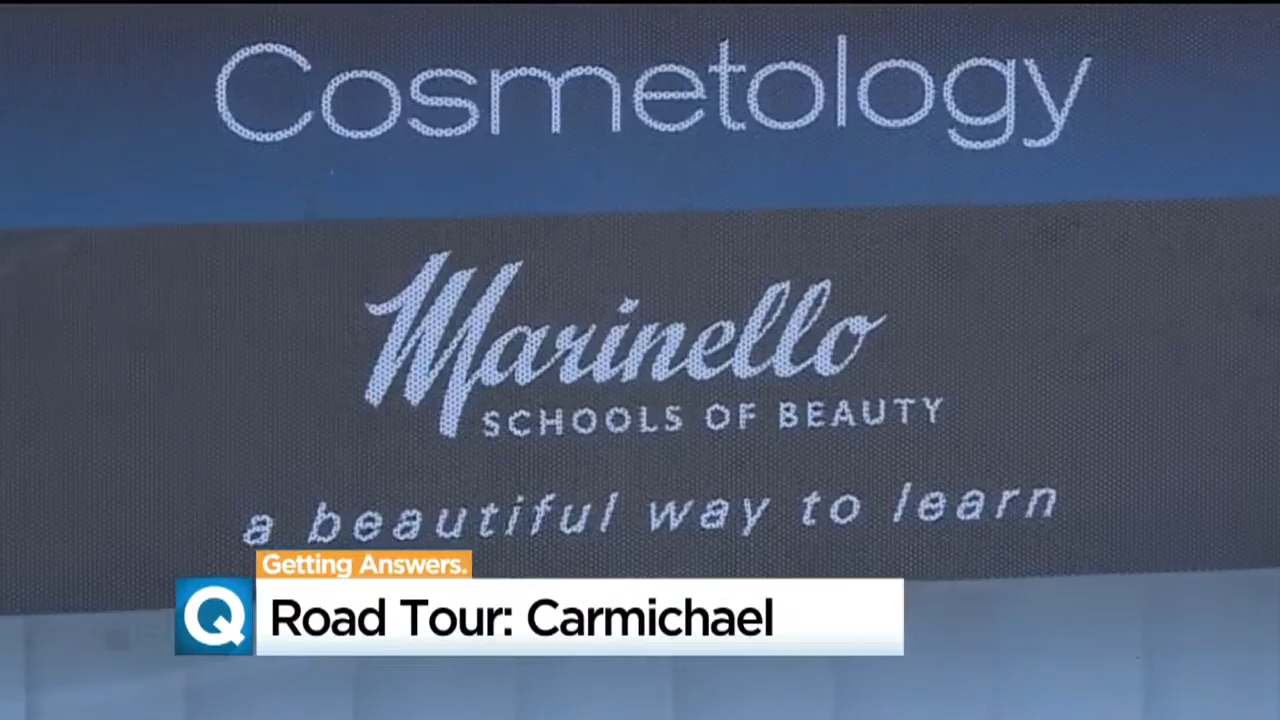 Cosmetology
Marinello
SCHOOLS OF BEAUTY
a beautiful way to learn
Getting Answers.
Q Road Tour: Carmichael